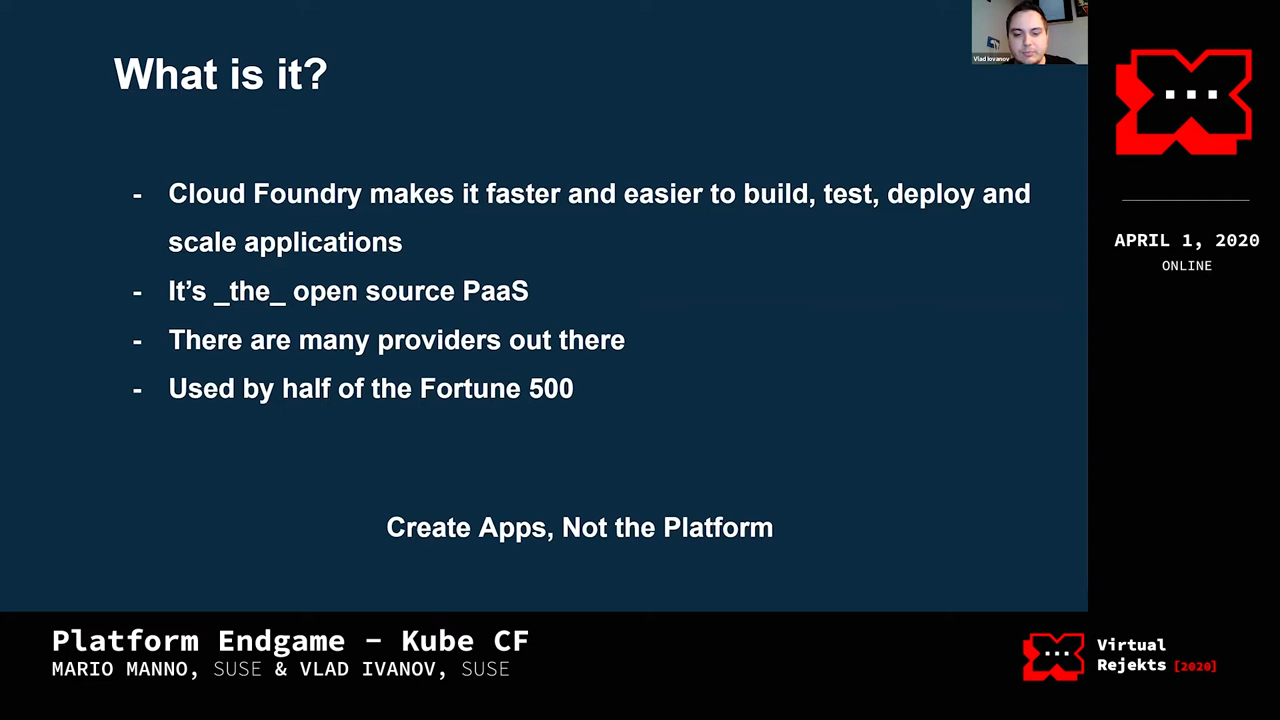 What is it?
Vlad Iovanov
- Cloud Foundry makes it faster and easier to build, test, deploy and
scale applications
- It's _the_ open source PaaS
- There are many providers out there
- Used by half of the Fortune 500
Create Apps, Not the Platform
APRIL 1, 2020
ONLINE
Platform Endgame – Kube CF
MARIO MANNO, SUSE & VLAD IVANOV, SUSE
Virtual
Rejekts [2020]